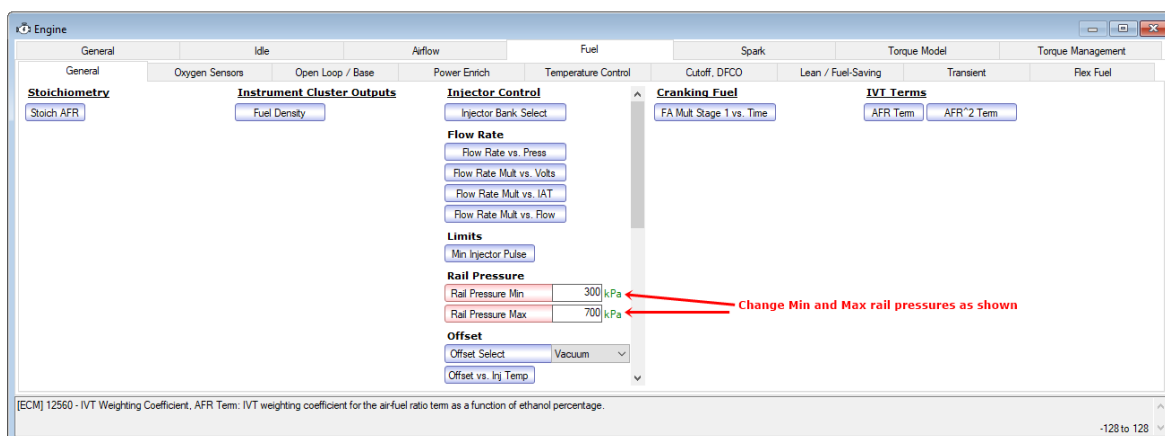 Engine
General Idle Airflow Fuel Spark Torque Model Torque Management
General Oxygen Sensors Open Loop / Base Power Enrich Temperature Control Cutoff, DFCO Lean / Fuel-Saving Transient Flex Fuel
Stoichiometry Instrument Cluster Outputs Injector Control Cranking Fuel IVT Terms
Stoich AFR Fuel Density Injector Bank Select FA Mult Stage 1 vs. Time AFR Term AFR^2 Term
Flow Rate
Flow Rate vs. Press
Flow Rate Mult vs. Volts
Flow Rate Mult vs. IAT
Flow Rate Mult vs. Flow
Limits
Min Injector Pulse
Rail Pressure
Rail Pressure Min 300 kPa
Change Min and Max rail pressures as shown
Rail Pressure Max 700 kPa
Offset
Offset Select Vacuum
Offset vs. Inj Temp
[ECM] 12560 - IVT Weighting Coefficient, AFR Term: IVT weighting coefficient for the air-fuel ratio term as a function of ethanol percentage.
-128 to 128